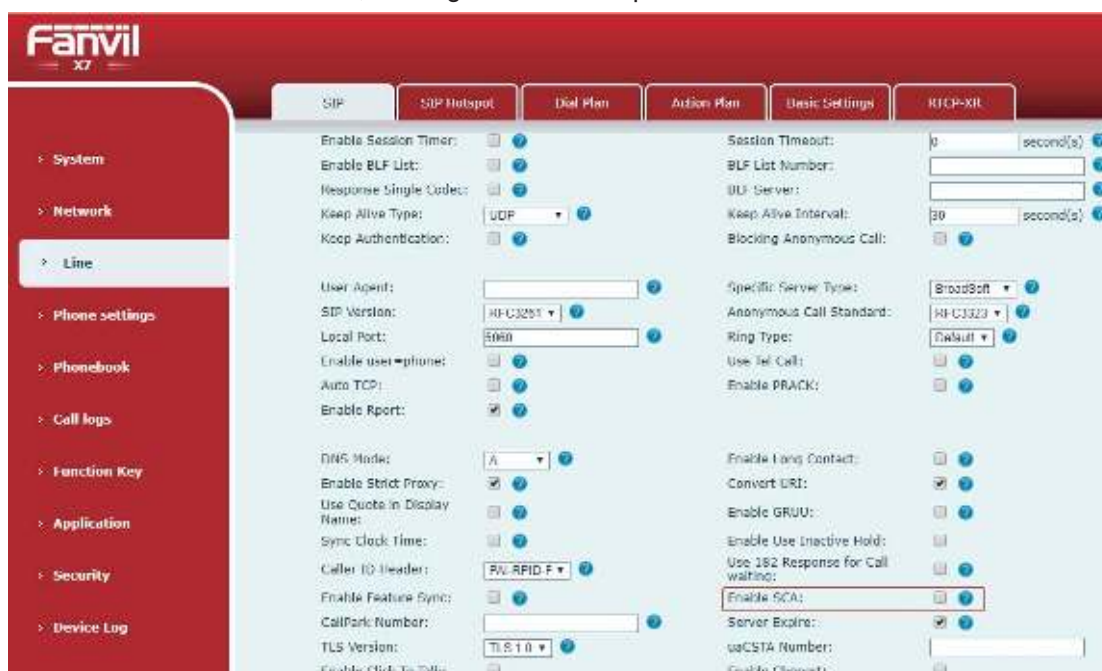 Fanvil
X7
SIP SIP Hotspot Dial Plan Action Plan Basic Settings RTCP-XR
System
Network
Line
Phone settings
Phonebook
Call logs
Function Key
Application
Security
Device Log
Enable Session Timer: Session Timeout: 0 second(s)
Enable BLF List: BLF List Number:
Response Single Codec: BLF Server:
Keep Alive Type: UDP Keep Alive Interval: 30 second(s)
Keep Authentication: Blocking Anonymous Call:
User Agent: Specific Server Type: BroadSoft
SIP Version: RFC3261 Anonymous Call Standard: RFC3323
Local Port: 5060 Ring Type: Default
Enable user=phone: Use Tel Call:
Auto TCP: Enable PRACK:
Enable Rport:
DNS Mode: A Enable Long Contact:
Enable Strict Proxy: Convert URI:
Use Quote in Display
Name: Enable GRUU:
Sync Clock Time: Enable Use Inactive Hold:
Caller ID Header: PAI-RPID-F Use 182 Response for Call
waiting:
Enable Feature Sync: Enable SCA:
CallPark Number: Server Expire:
TLS Version: TLS 1.0 uaCSTA Number: